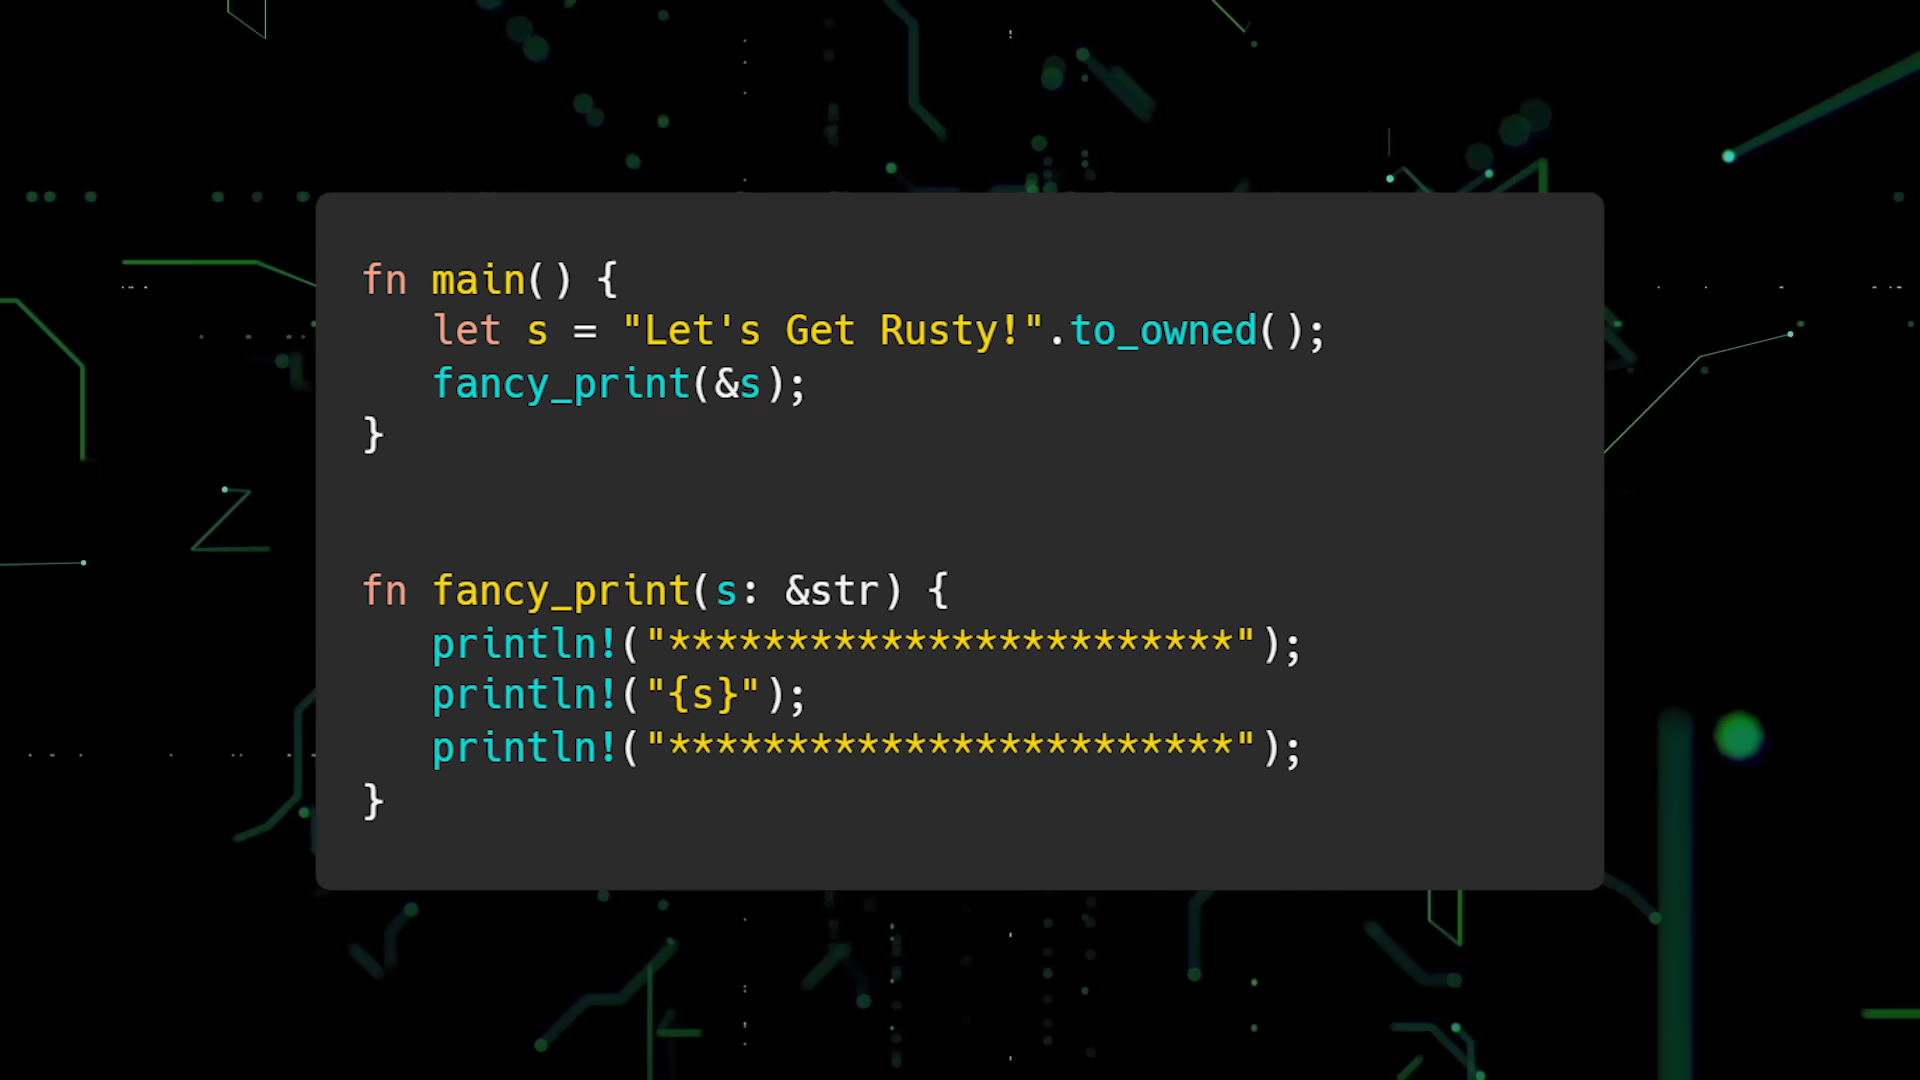 fn main() {
   let s = "Let's Get Rusty!".to_owned();
   fancy_print(&s);
}
fn fancy_print(s: &str) {
   println!("************************");
   println!("{s}");
   println!("************************");
}